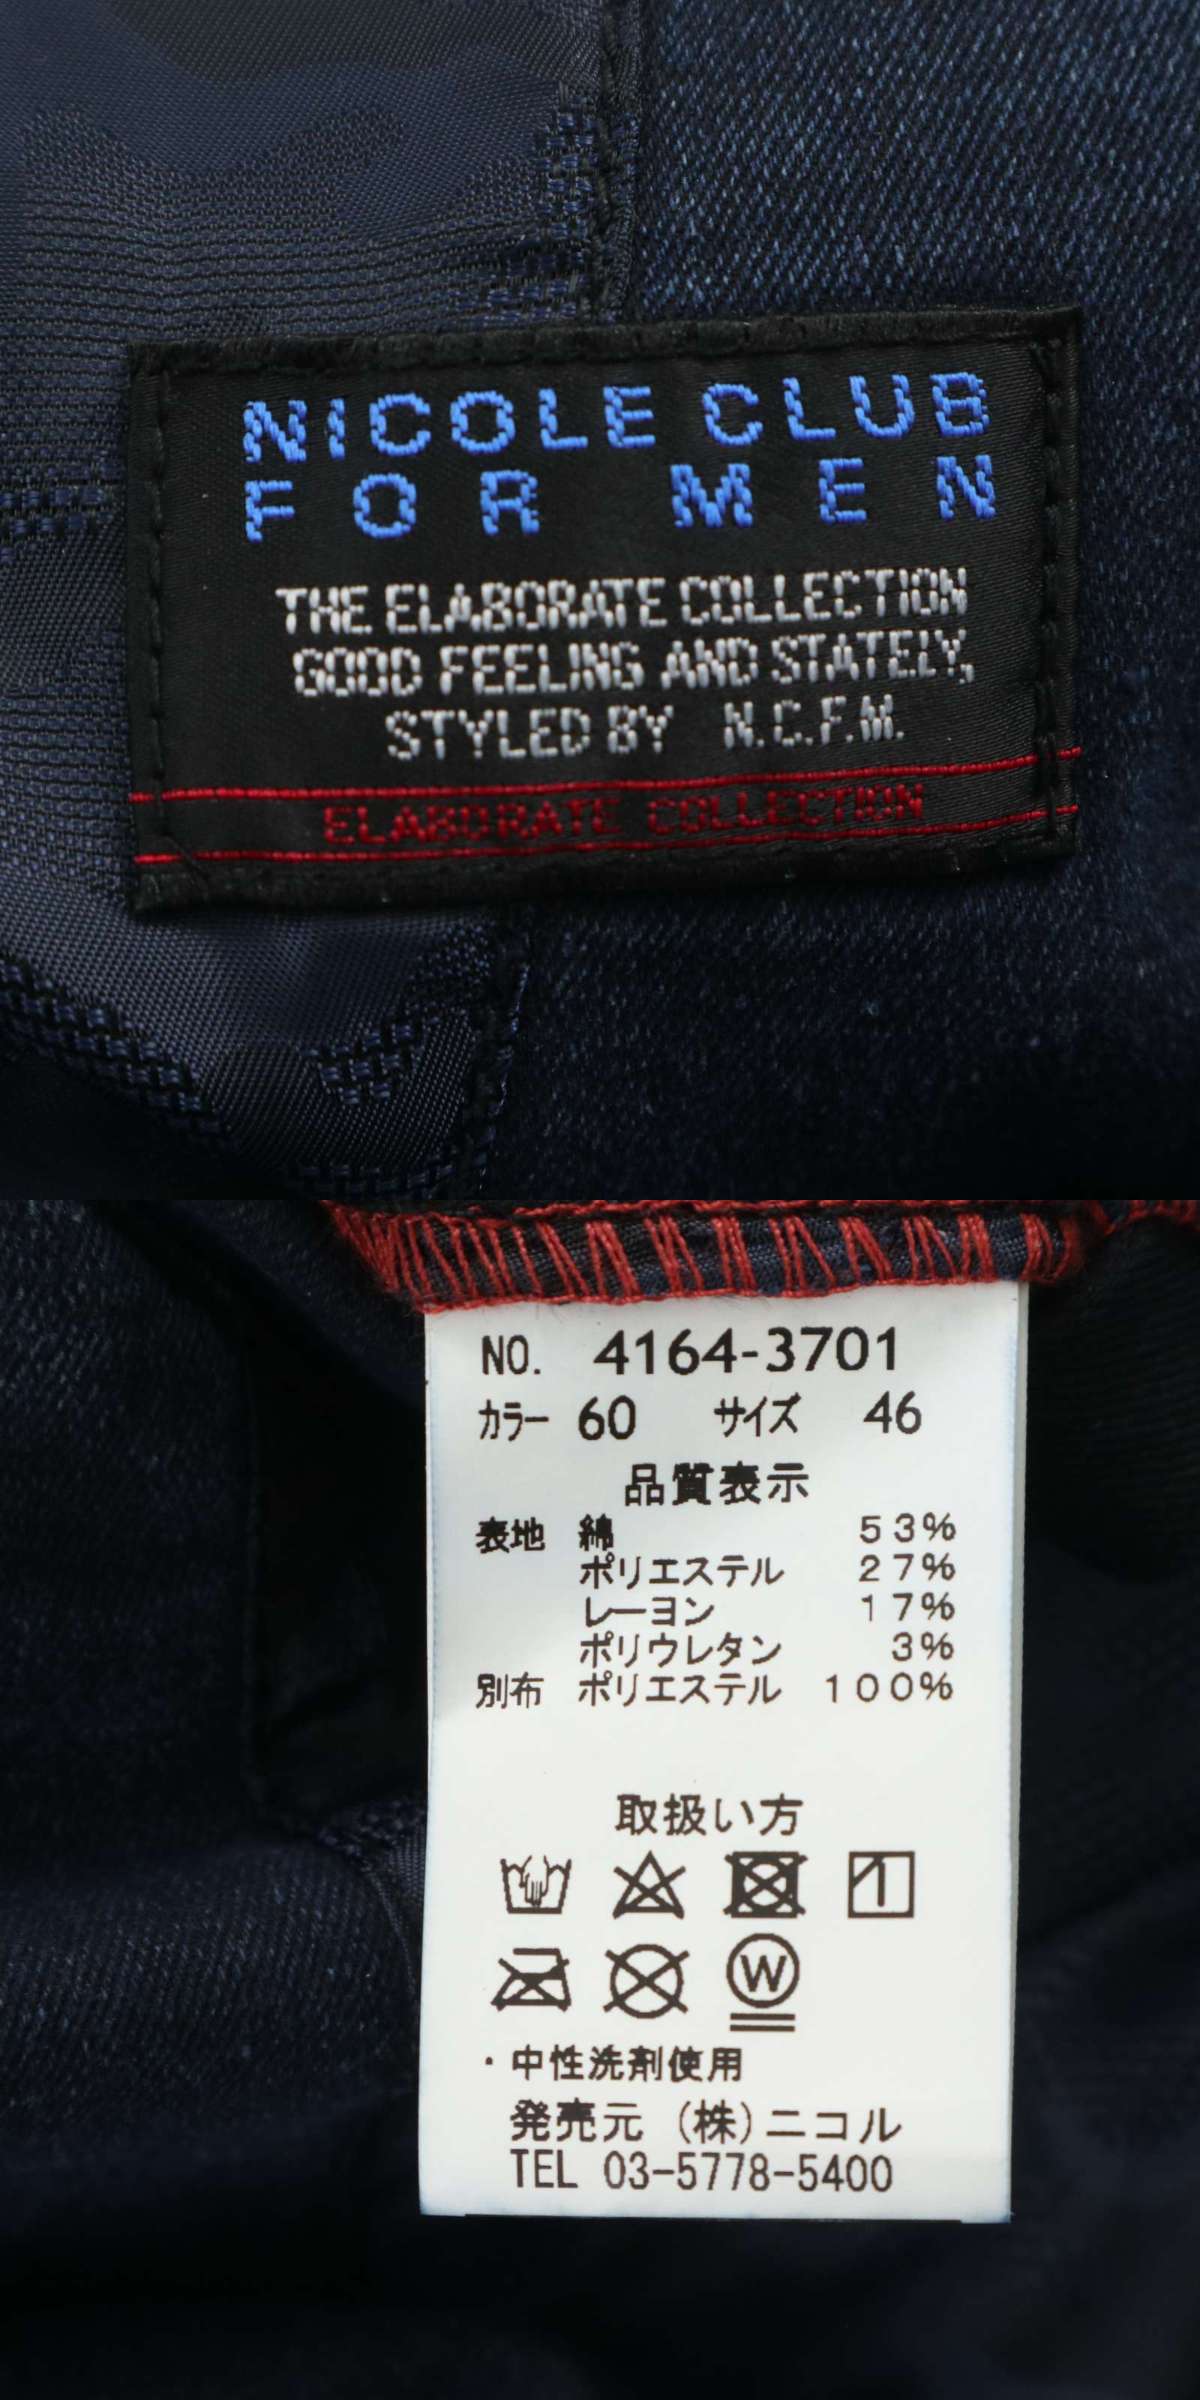 NICOLE CLUB
FOR MEN
THE ELABORATE COLLECTION
GOOD FEELING AND STATELY,
STYLED BY N.C.F.M.
ELABORATE COLLECTION
NO. 4164-3701
カラー 60 サイズ 46
品質表示
表地 綿 53%
ポリエステル 27%
レーヨン 17%
ポリウレタン 3%
別布 ポリエステル 100%
取扱い方
W
・中性洗剤使用
発売元 (株)ニコル
TEL 03-5778-5400